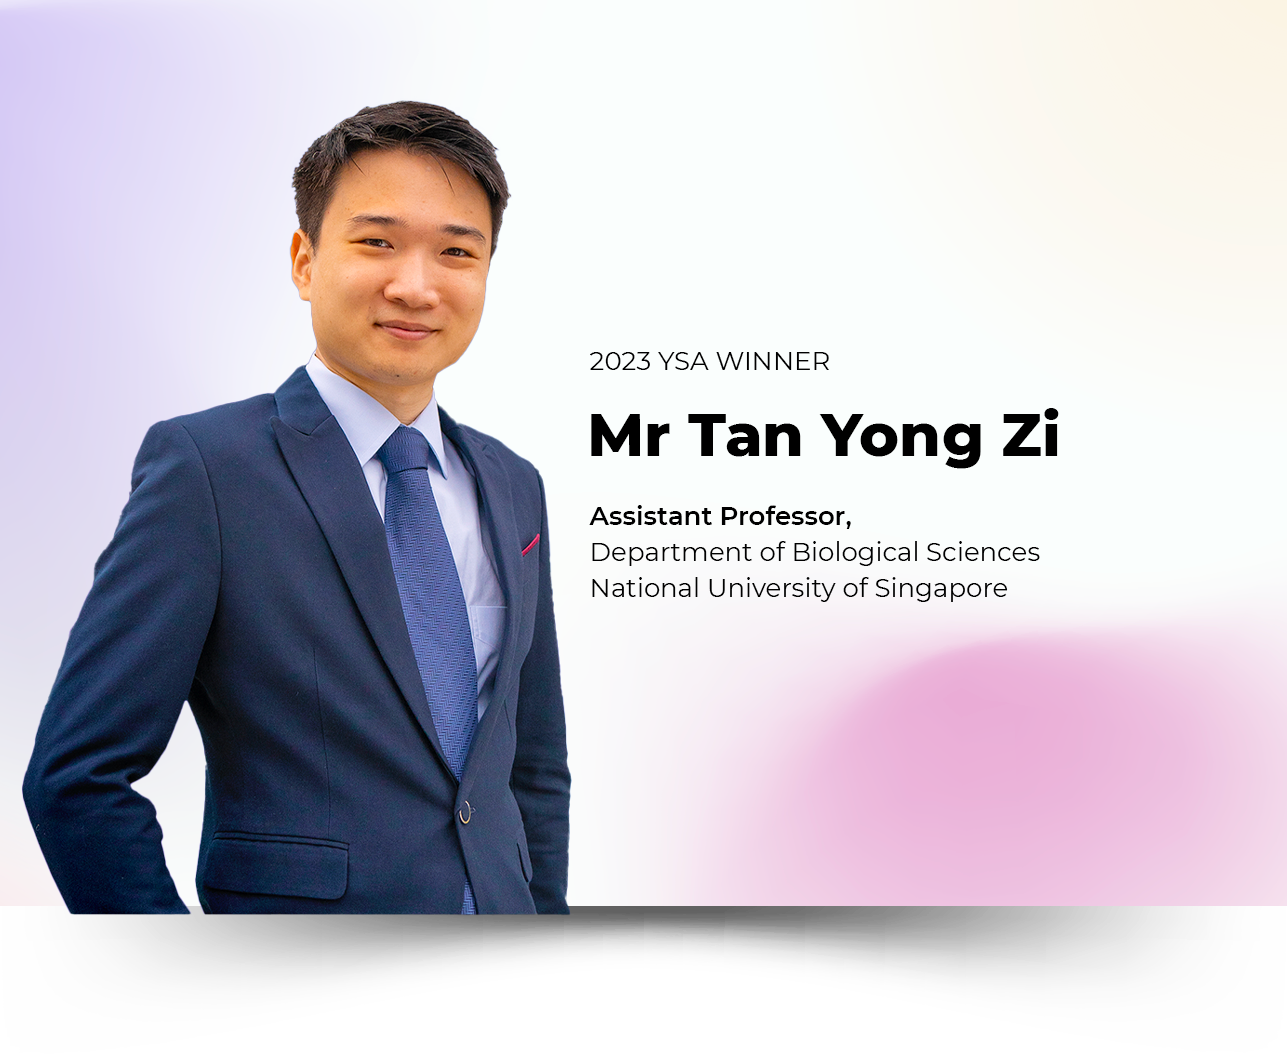 2023 YSA WINNER
Mr Tan Yong Zi
Assistant Professor,
Department of Biological Sciences
National University of Singapore